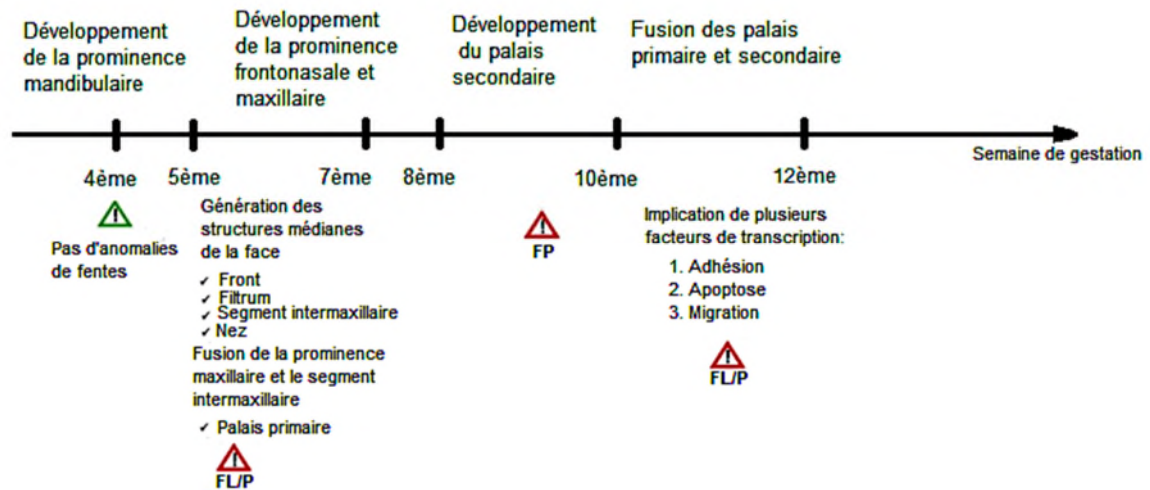 Développement
de la prominence
mandibulaire
Développement
de la prominence
frontonasale et
maxillaire
Développement
du palais
secondaire
Fusion des palais
primaire et secondaire
Semaine de gestation
4ème
5ème
7ème
8ème
10ème
12ème
Pas d'anomalies
de fentes
Génération des
structures médianes
de la face
✓ Front
✓ Filtrum
✓ Segment intermaxillaire
✓ Nez
Fusion de la prominence
maxillaire et le segment
intermaxillaire
✓ Palais primaire
FL/P
FP
Implication de plusieurs
facteurs de transcription:
1. Adhésion
2. Apoptose
3. Migration
FL/P